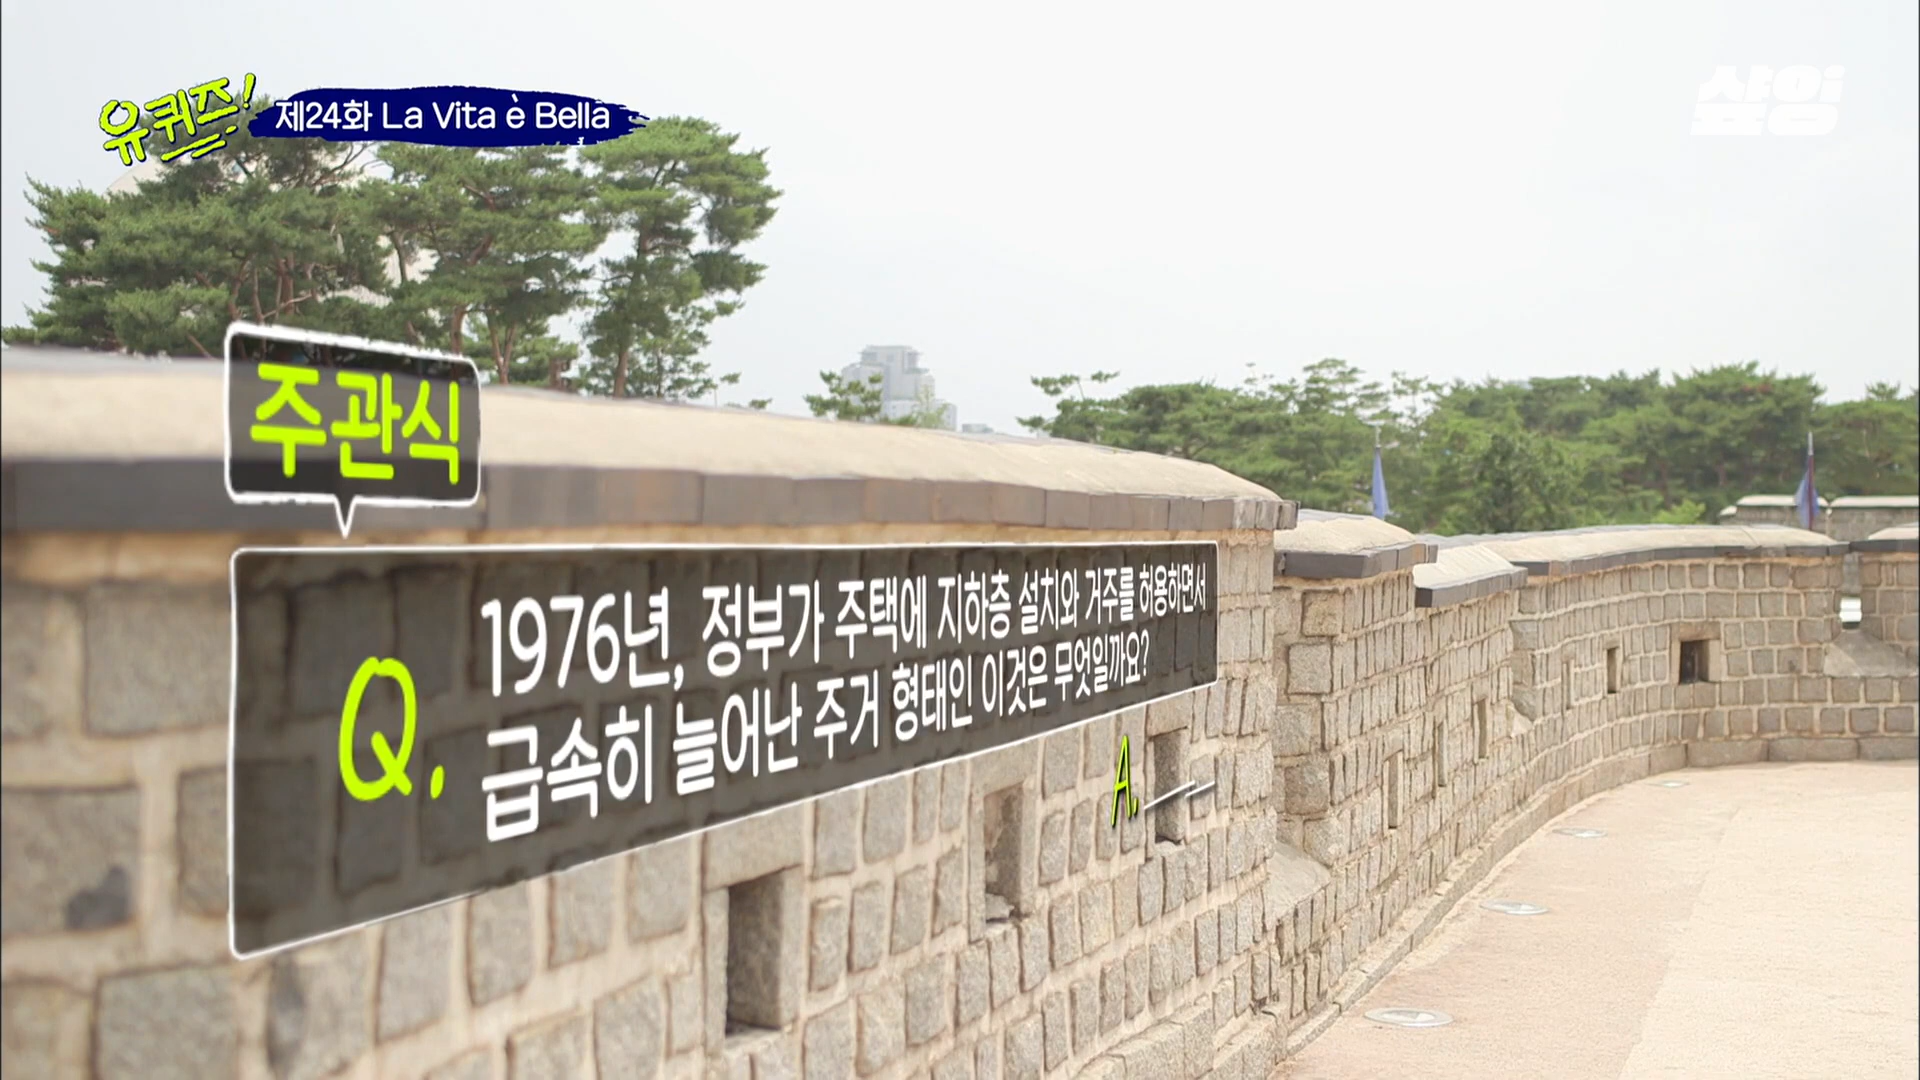 유퀴즈!
제24화 La Vita è Bella
샾잉
주관식
Q. 1976년, 정부가 주택에 지하층 설치와 거주를 허용하면서
급속히 늘어난 주거 형태인 이것은 무엇일까요?
A.